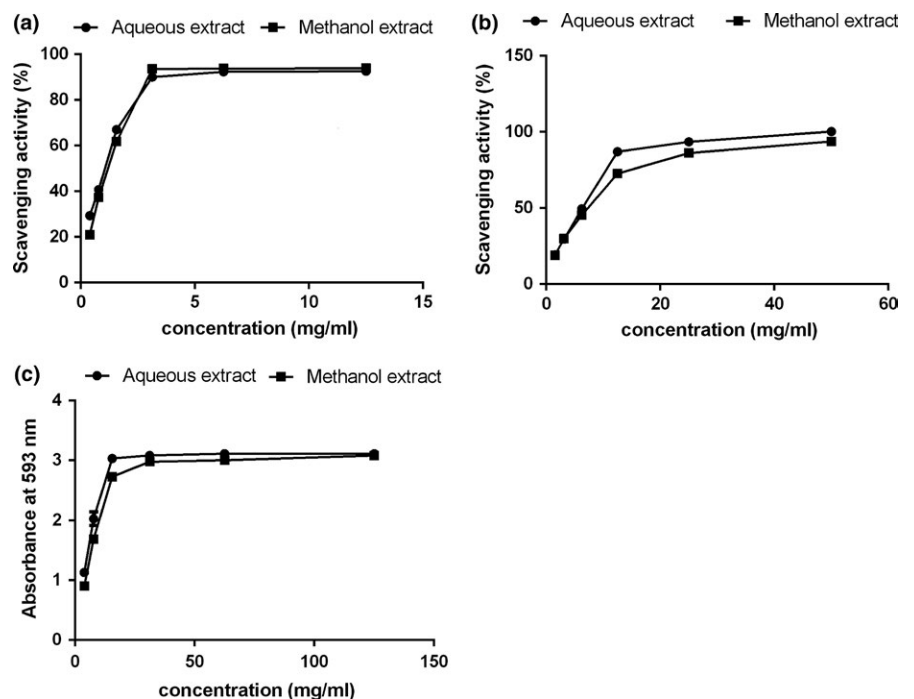 (a)
Aqueous extract Methanol extract
Scavenging activity (%)
100
80
60
40
20
0
0 5 10 15
concentration (mg/ml)
(b)
Aqueous extract Methanol extract
Scavenging activity (%)
150
100
50
0
0 20 40 60
concentration (mg/ml)
(c)
Aqueous extract Methanol extract
Absorbance at 593 nm
4
3
2
1
0
0 50 100 150
concentration (mg/ml)